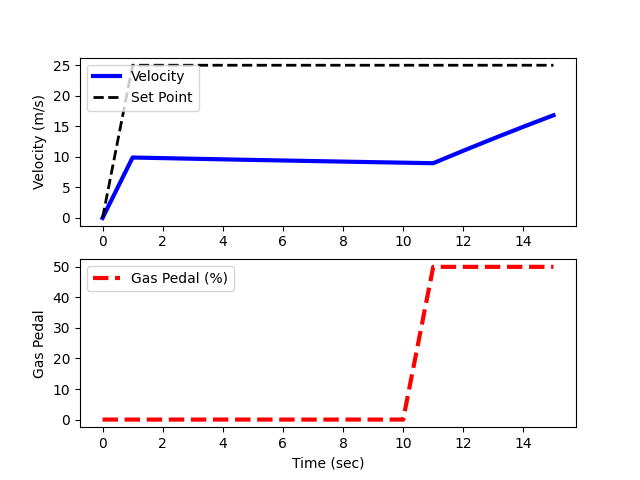 25
20
15
10
5
0
Velocity (m/s)
Velocity
Set Point
0 2 4 6 8 10 12 14
50
40
30
20
10
0
Gas Pedal
Gas Pedal (%)
0 2 4 6 8 10 12 14
Time (sec)